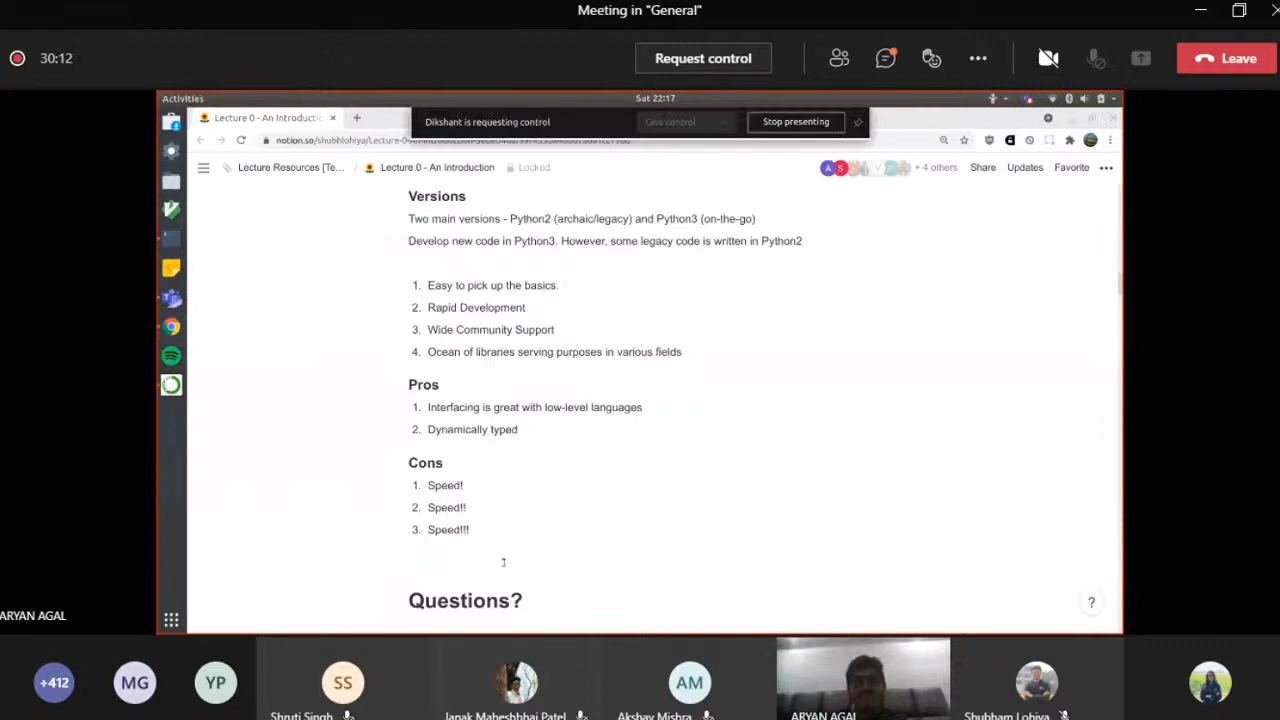 Meeting in "General"
30:12
Request control
Leave
Activities
Sat 22:17
Lecture 0 - An Introductic
Dikshant is requesting control
Give control
Stop presenting
Lecture Resources [Te...
/
Lecture 0 - An Introduction
Locked
A
S
V
+ 4 others
Share
Updates
Favorite
Versions
Two main versions - Python2 (archaic/legacy) and Python3 (on-the-go)
Develop new code in Python3. However, some legacy code is written in Python2
1. Easy to pick up the basics.
2. Rapid Development
3. Wide Community Support
4. Ocean of libraries serving purposes in various fields
Pros
1. Interfacing is great with low-level languages
2. Dynamically typed
Cons
1. Speed!
2. Speed!!
3. Speed!!!
Questions?
?
ARYAN AGAL
+412
MG
YP
SS
AM
Shruti Singh
Janak Maheshbhai Patel
Akshay Mishra
ARYAN AGAL
Shubham Lohiya